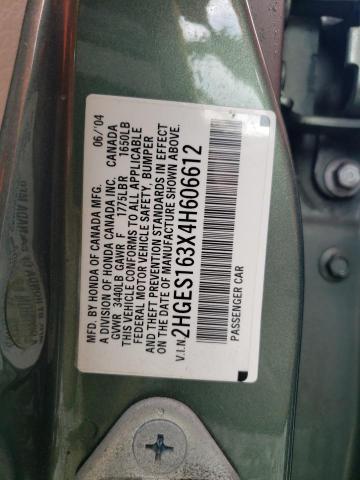 MFD. BY HONDA OF CANADA MFG. 06/'04
A DIVISION OF HONDA CANADA INC. CANADA
GVWR 3440LB GAWR F 1775LB R 1650LB
THIS VEHICLE CONFORMS TO ALL APPLICABLE
FEDERAL MOTOR VEHICLE SAFETY, BUMPER
AND THEFT PREVENTION STANDARDS IN EFFECT
ON THE DATE OF MANUFACTURE SHOWN ABOVE.
V.I.N. 2HGES163X4H606612
PASSENGER CAR